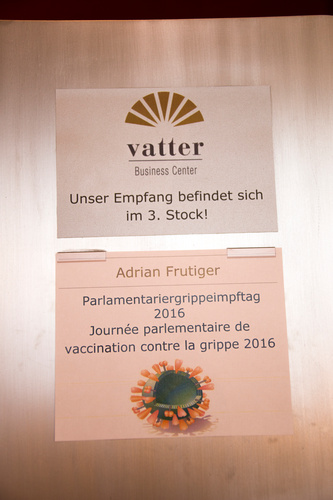 vatter
Business Center
Unser Empfang befindet sich
im 3. Stock!
Adrian Frutiger
Parlamentariergrippeimpftag
2016
Journée parlementaire de
vaccination contre la grippe 2016